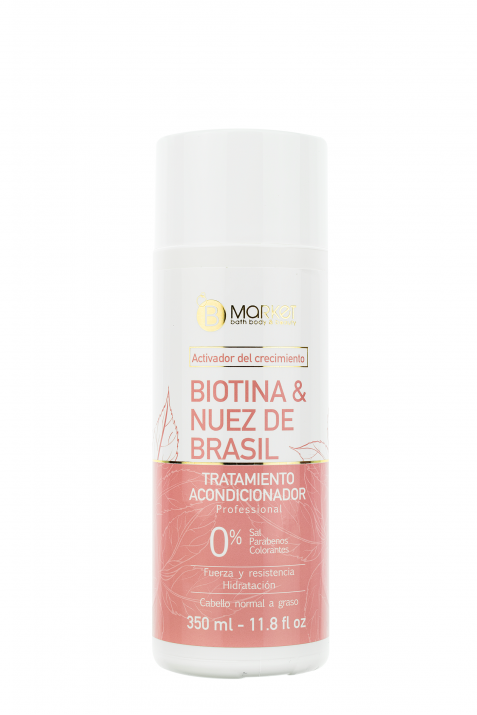 B
MARKET
bath body
Activador del crecimiento
BIOTINA &
NUEZ DE
BRASIL
TRATAMIENTO
ACONDICIONADOR
Professional
0%
Sal
Parabenos
Colorantes
Fuerza y resistencia
Hidratación
Cabello normal a graso
350 ml - 11.8 fl oz